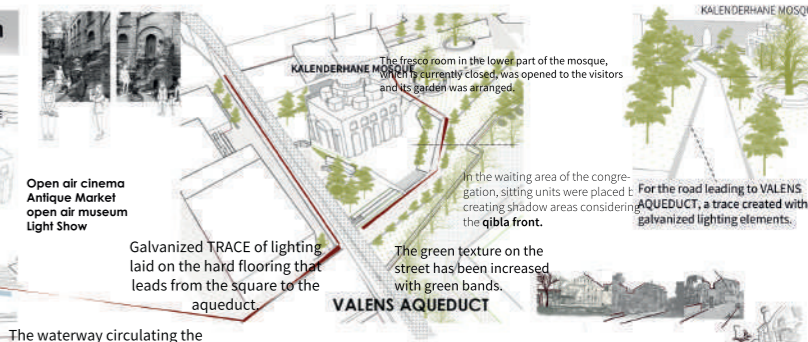 KALENDERHANE MOSQUE
The fresco room in the lower part of the mosque,
which is currently closed, was opened to the visitors
and its garden was arranged.
KALENDERHANE MOSQU
Open air cinema
Antique Market
open air museum
Light Show
In the waiting area of the congre-
gation, sitting units were placed b
creating shadow areas considering
the qibla front.
For the road leading to VALENS
AQUEDUCT, a trace created with
galvanized lighting elements.
Galvanized TRACE of lighting
laid on the hard flooring that
leads from the square to the
aqueduct.
The green texture on the
street has been increased
with green bands.
VALENS AQUEDUCT
The waterway circulating the